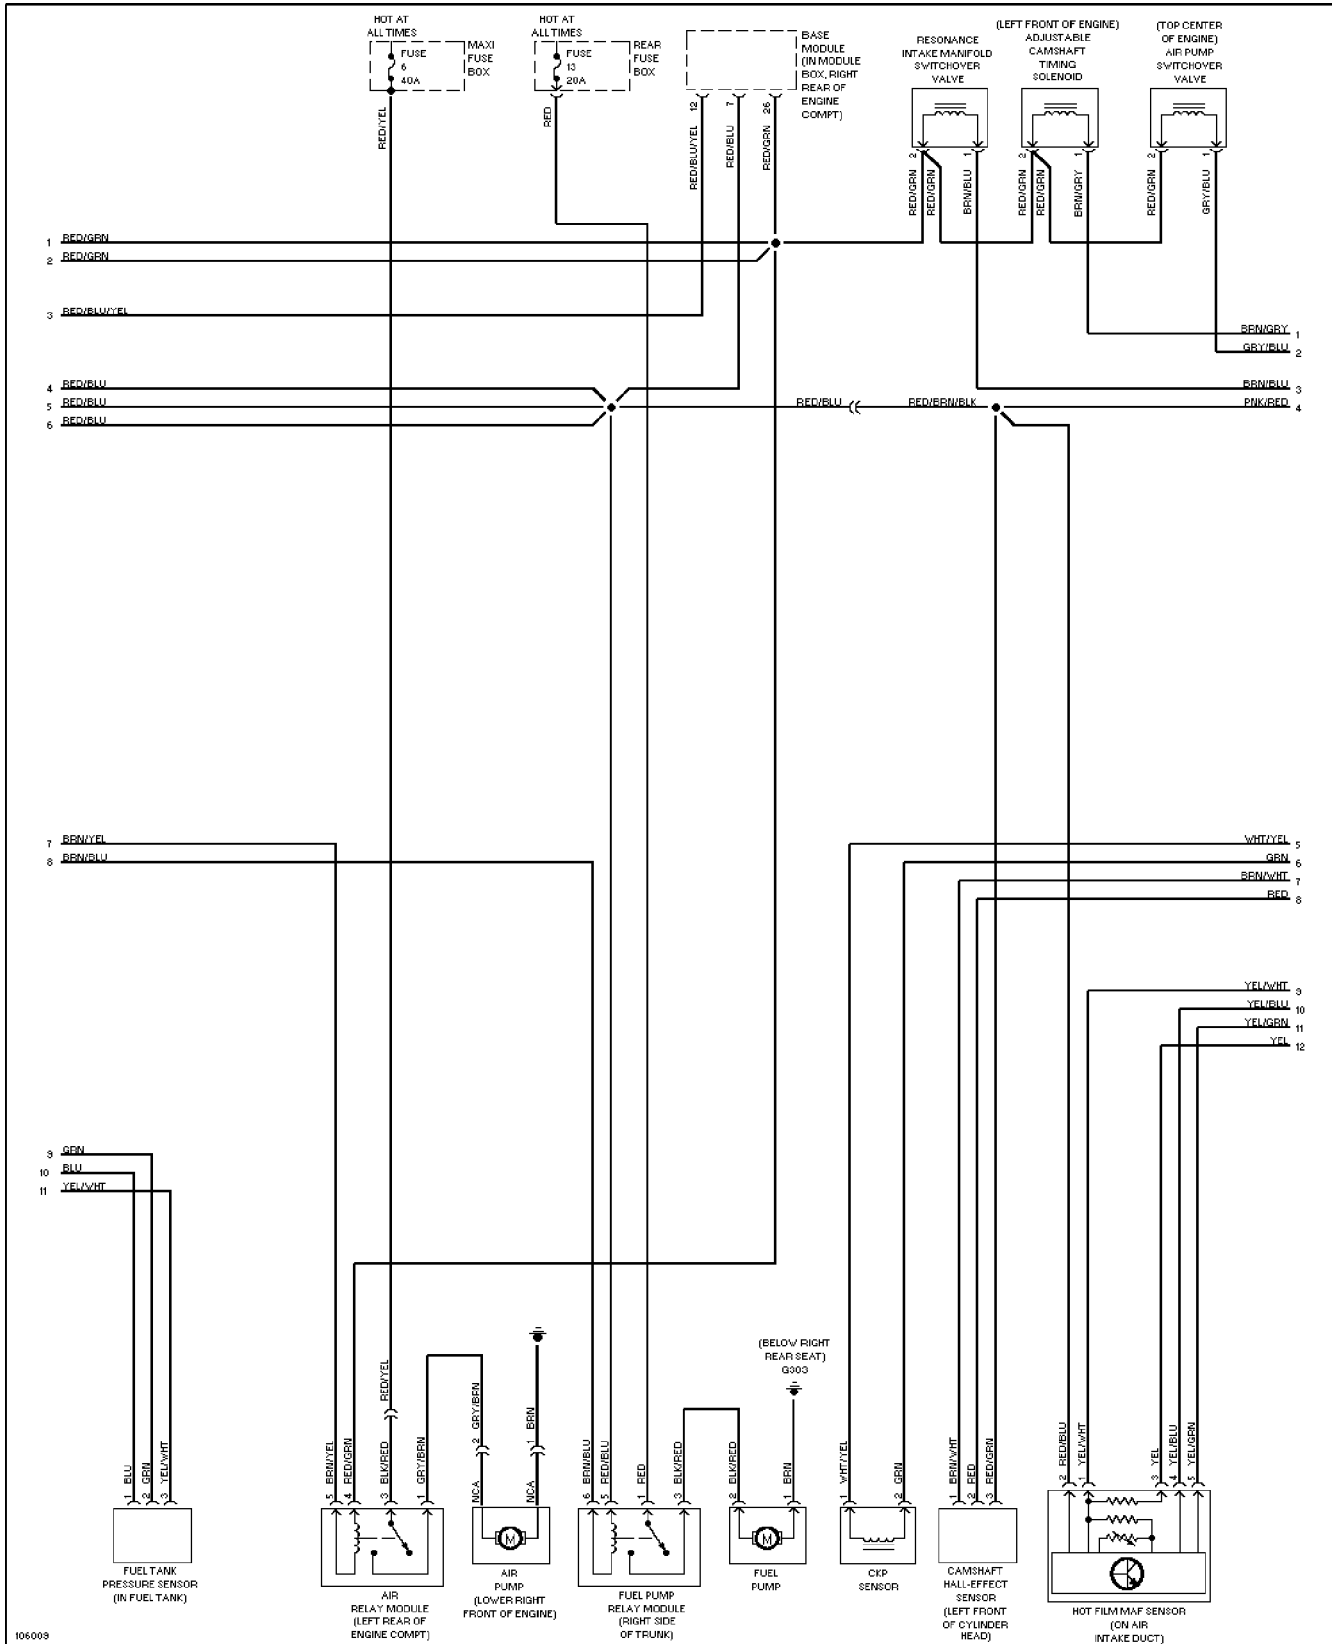 HOT AT
ALL TIMES
FUSE
6
40A
MAXI
FUSE
BOX
HOT AT
ALL TIMES
FUSE
13
20A
REAR
FUSE
BOX
BASE
MODULE
(IN MODULE
BOX, RIGHT
REAR OF
ENGINE
COMPT)
RESONANCE
INTAKE MANIFOLD
SWITCHOVER
VALVE
(LEFT FRONT OF ENGINE)
ADJUSTABLE
CAMSHAFT
TIMING
SOLENOID
(TOP CENTER
OF ENGINE)
AIR PUMP
SWITCHOVER
VALVE
RED/YEL
RED
12
RED/BLU/YEL
7
RED/BLU
26
RED/GRN
2
RED/GRN
RED/GRN
1
BRN/BLU
2
RED/GRN
RED/GRN
1
BRN/GRY
2
RED/GRN
1
GRY/BLU
1 RED/GRN
2 RED/GRN
3 RED/BLU/YEL
BRN/GRY 1
GRY/BLU 2
4 RED/BLU
BRN/BLU 3
5 RED/BLU
RED/BLU
RED/BRN/BLK
PNK/RED 4
6 RED/BLU
7 BRN/YEL
WHT/YEL 5
8 BRN/BLU
GRN 6
BRN/WHT 7
RED 8
YEL/WHT 9
YEL/BLU 10
YEL/GRN 11
YEL 12
9 GRN
10 BLU
11 YEL/WHT
(BELOW RIGHT
REAR SEAT)
G303
1 BLU
2 GRN
3 YEL/WHT
5 BRN/YEL
4 RED/GRN
RED/YEL
3 BLK/RED
1 GRY/BRN
2 GRY/BRN
NCA
1 BRN
NCA
6 BRN/BLU
5 RED/BLU
1 RED
3 BLK/RED
2 BLK/RED
1 BRN
1 WHT/YEL
2 GRN
1 BRN/WHT
2 RED
3 RED/GRN
2 RED/BLU
1 YEL/WHT
3 YEL
4 YEL/BLU
5 YEL/GRN
M
M
FUEL TANK
PRESSURE SENSOR
(IN FUEL TANK)
AIR
RELAY MODULE
(LEFT REAR OF
ENGINE COMPT)
AIR
PUMP
(LOWER RIGHT
FRONT OF ENGINE)
FUEL PUMP
RELAY MODULE
(RIGHT SIDE
OF TRUNK)
FUEL
PUMP
CKP
SENSOR
CAMSHAFT
HALL-EFFECT
SENSOR
(LEFT FRONT
OF CYLINDER
HEAD)
HOT FILM MAF SENSOR
(ON AIR
INTAKE DUCT)
106009